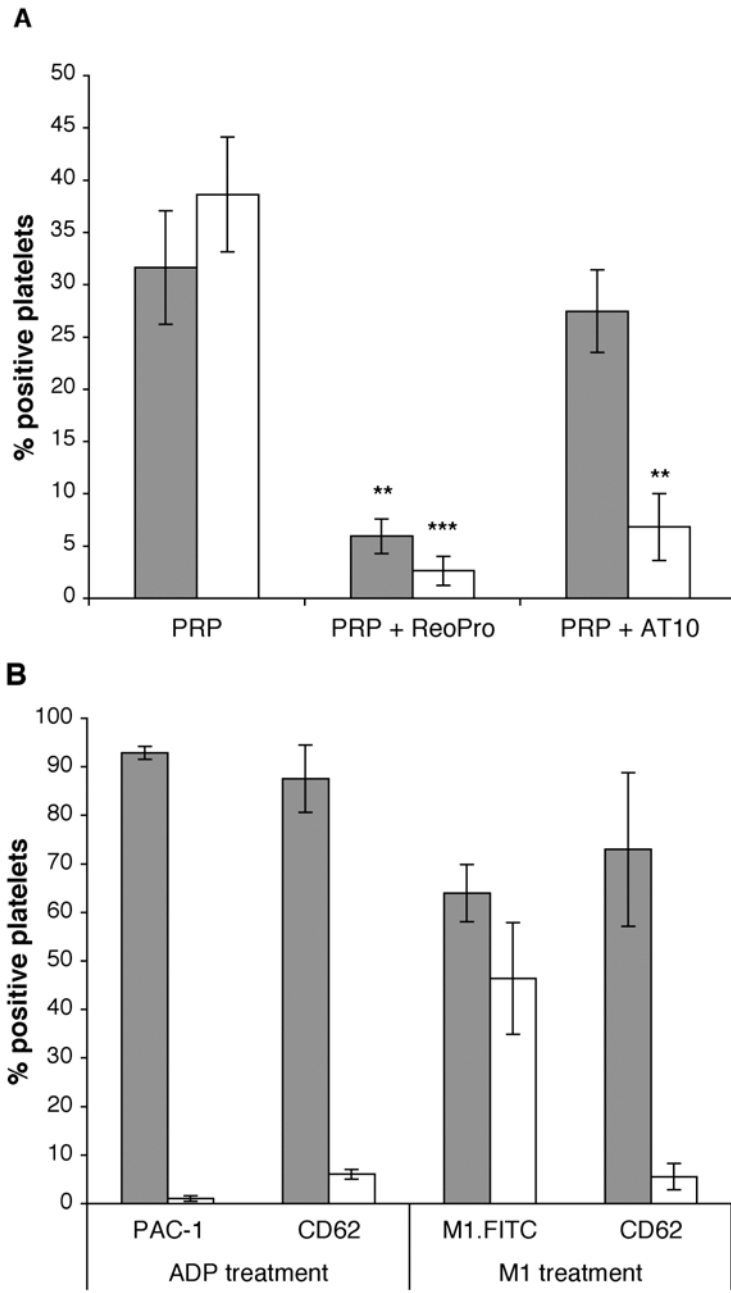 A
% positive platelets
50
45
40
35
30
25
20
15
10
5
0
**
***
**
PRP
PRP + ReoPro
PRP + AT10
B
% positive platelets
100
90
80
70
60
50
40
30
20
10
0
PAC-1
CD62
M1.FITC
CD62
ADP treatment
M1 treatment